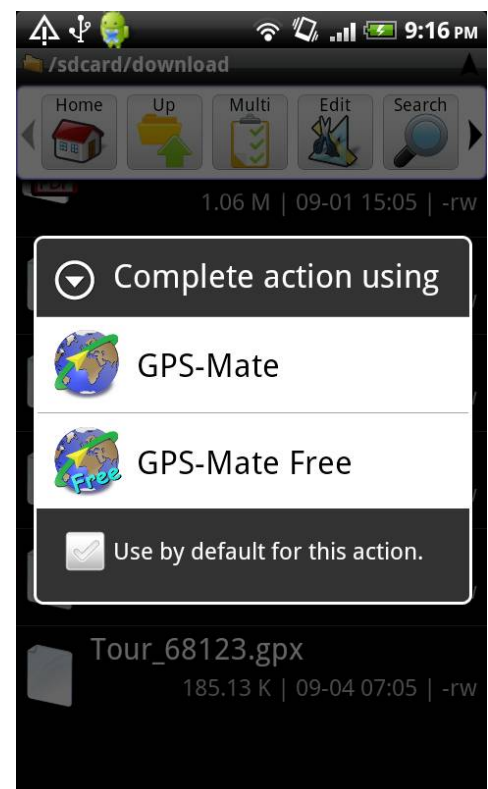 9:16 PM
/sdcard/download
Home Up Multi Edit Search
PDF
1.06 M | 09-01 15:05 | -rw
Complete action using
GPS-Mate
Free
GPS-Mate Free
Use by default for this action.
Tour_68123.gpx
185.13 K | 09-04 07:05 | -rw